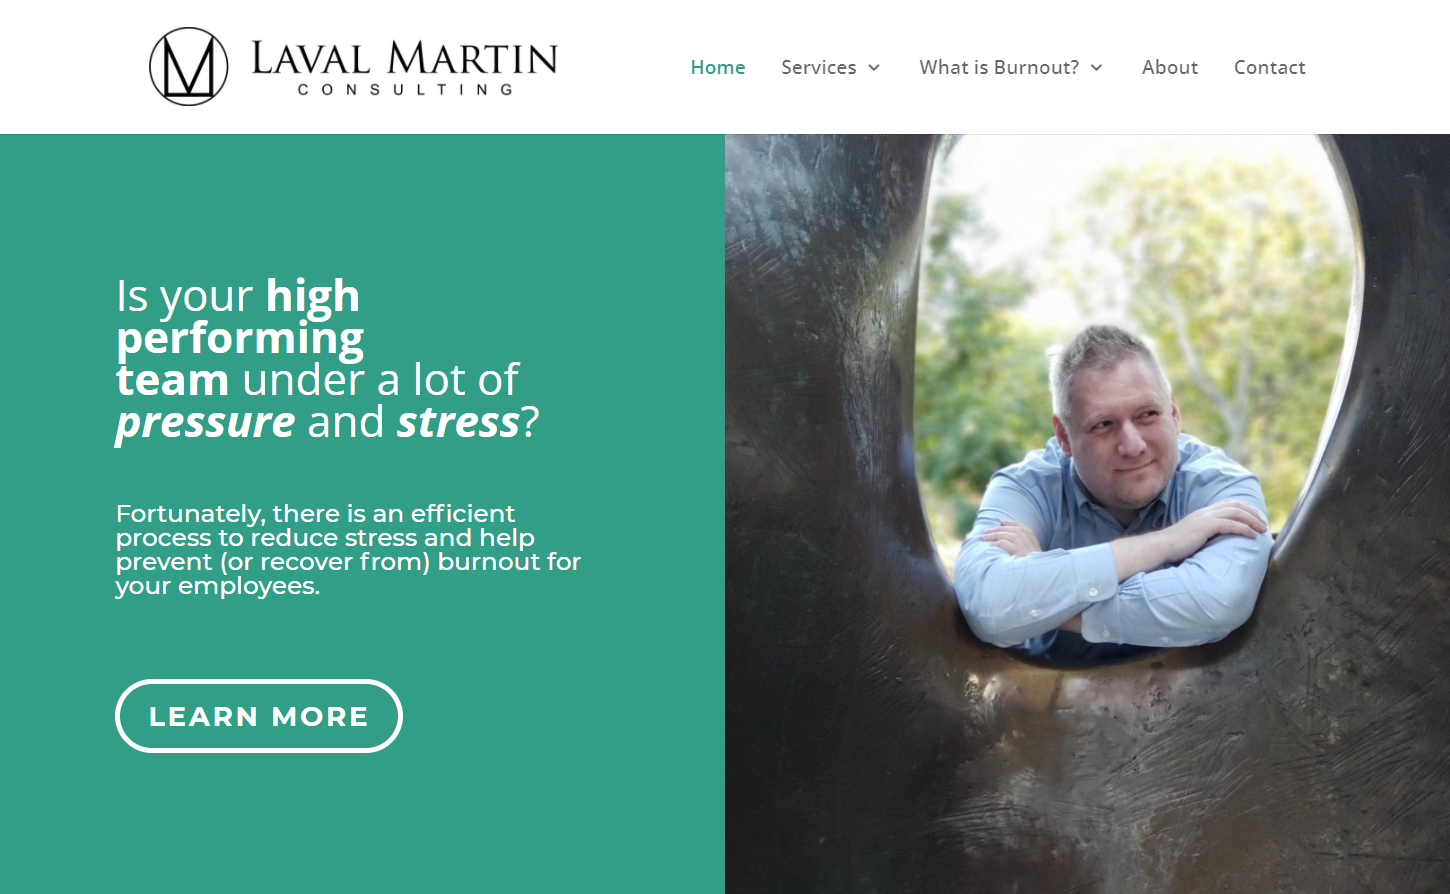 LAVAL MARTIN
CONSULTING
Home Services What is Burnout? About Contact
Is your high
performing
team under a lot of
pressure and stress?
Fortunately, there is an efficient
process to reduce stress and help
prevent (or recover from) burnout for
your employees.
LEARN MORE